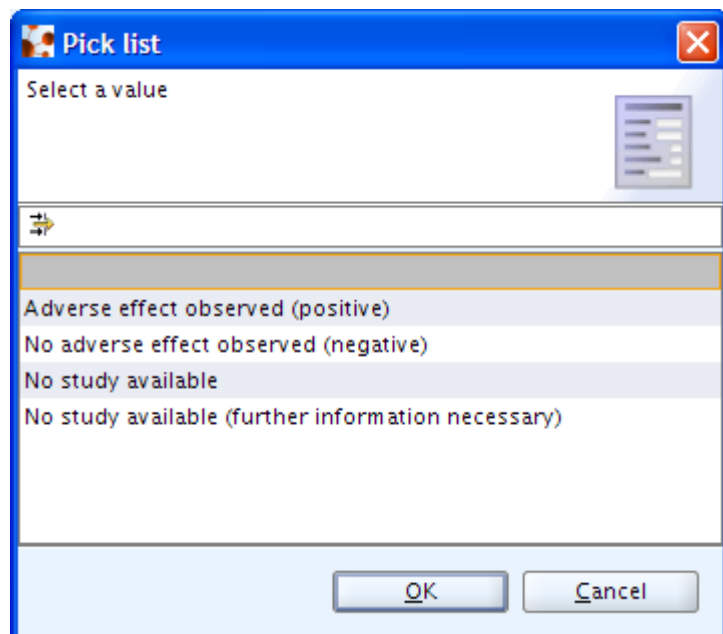 Pick list
Select a value
Adverse effect observed (positive)
No adverse effect observed (negative)
No study available
No study available (further information necessary)
OK
Cancel